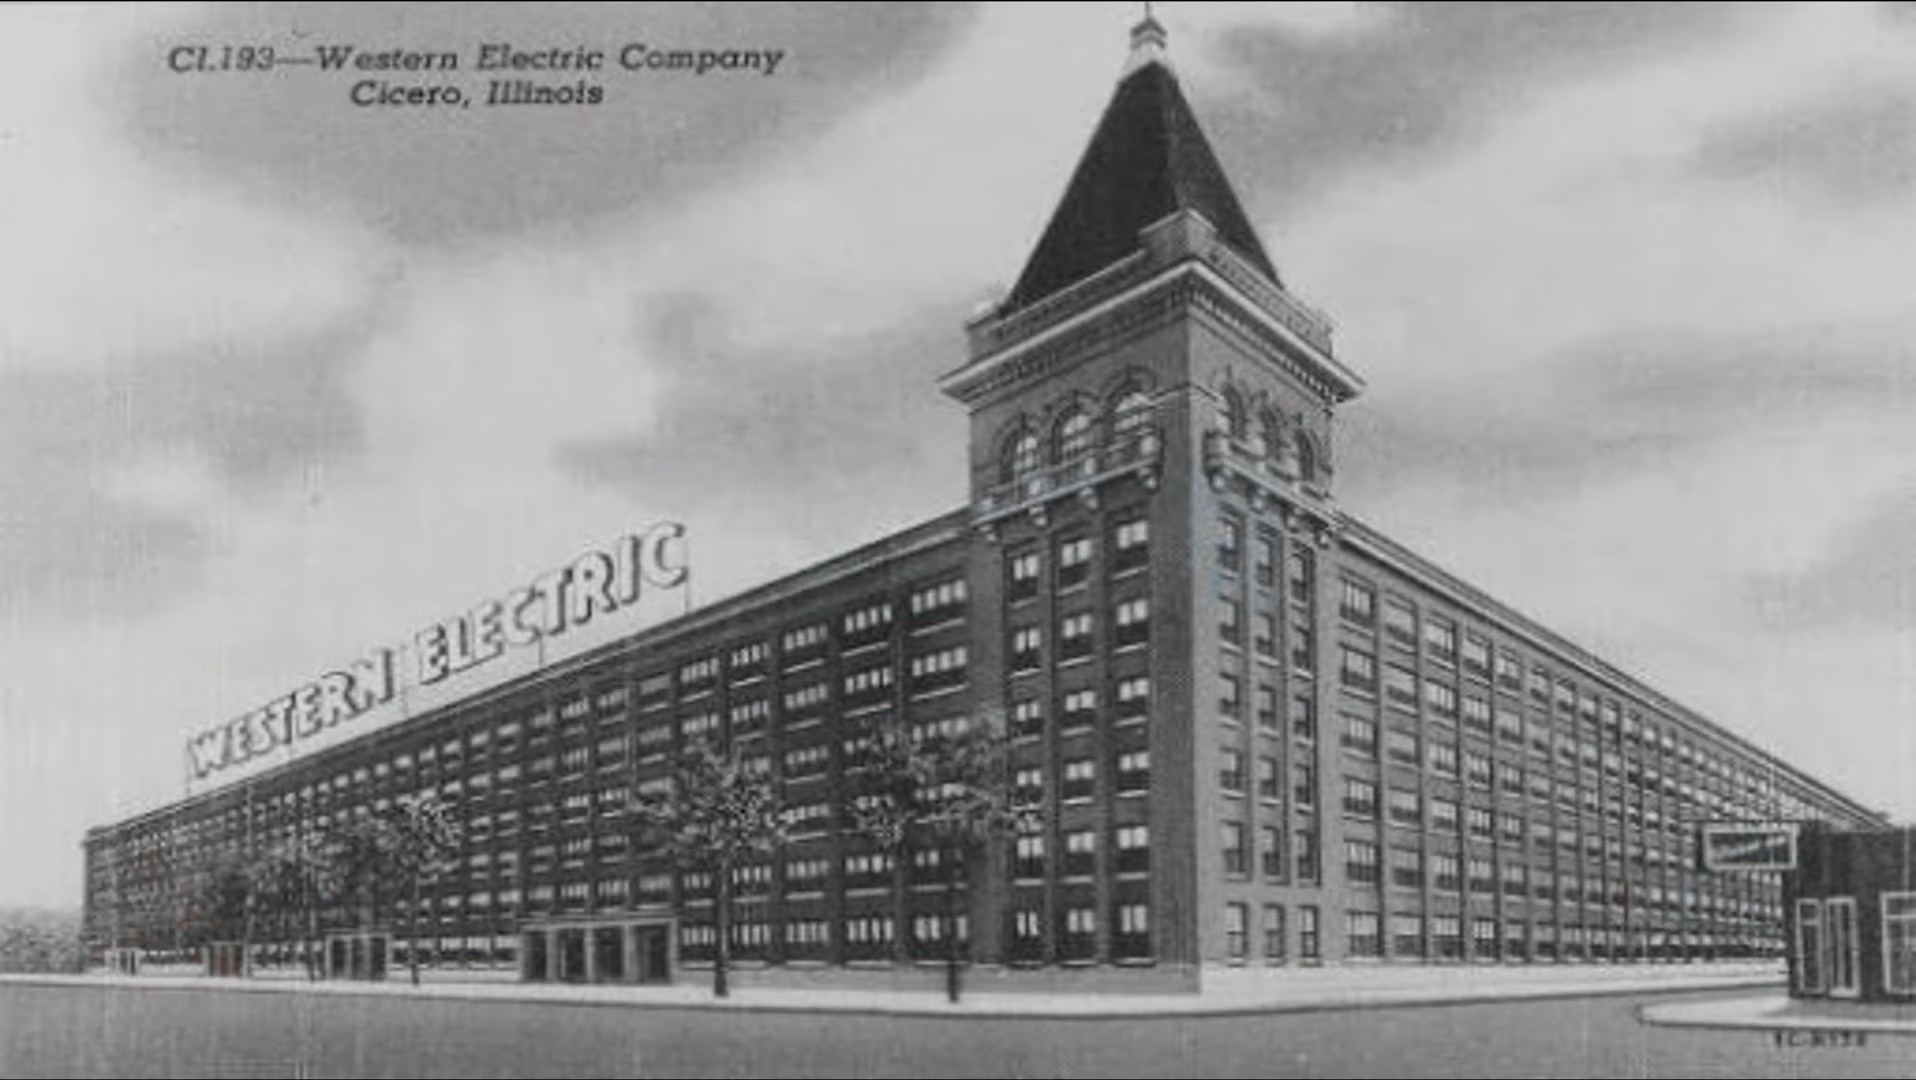 Cl.193—Western Electric Company
Cicero, Illinois
WESTERN ELECTRIC